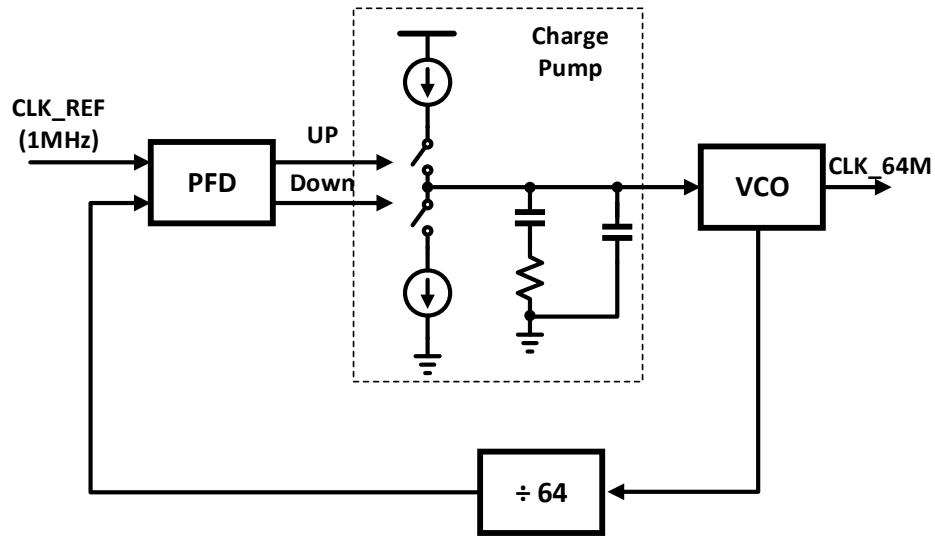 Charge
Pump
CLK_REF
(1MHz)
UP
PFD
Down
VCO
CLK_64M
÷ 64